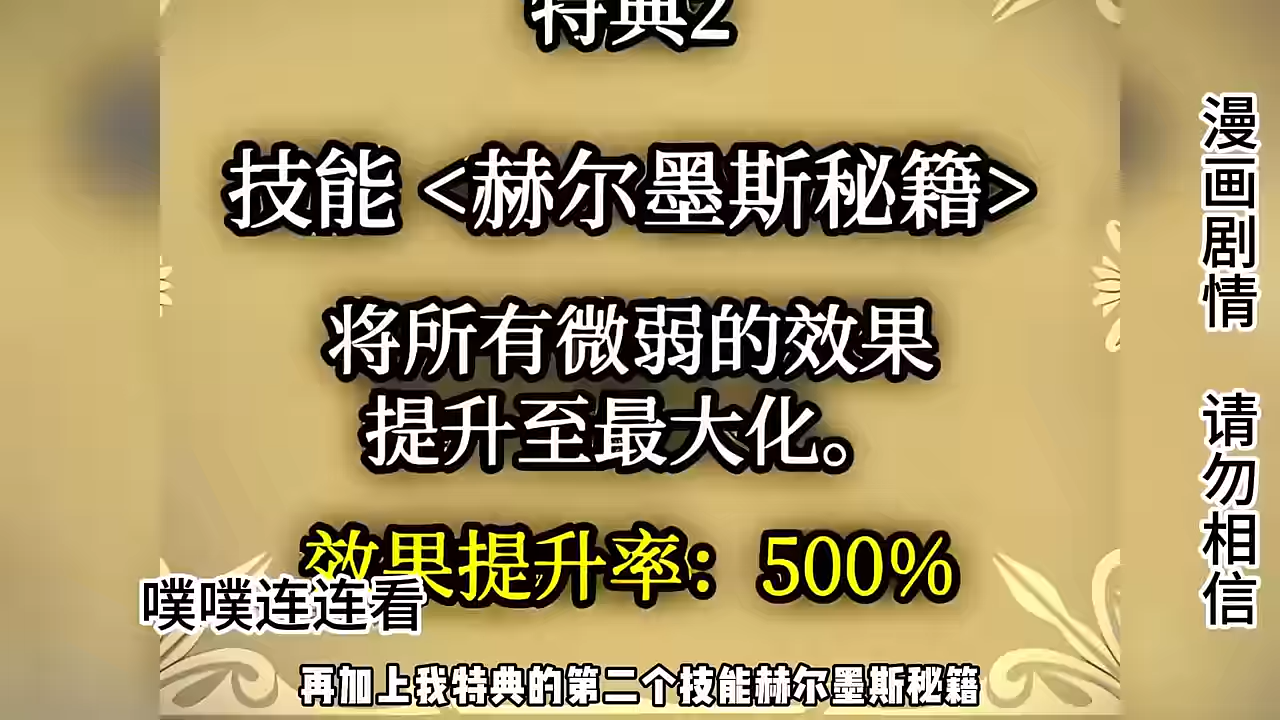 特典2
技能 <赫尔墨斯秘籍>
将所有微弱的效果
提升至最大化。
效果提升率：500%
噗噗连连看
再加上我特典的第二个技能赫尔墨斯秘籍
漫画剧情 请勿相信